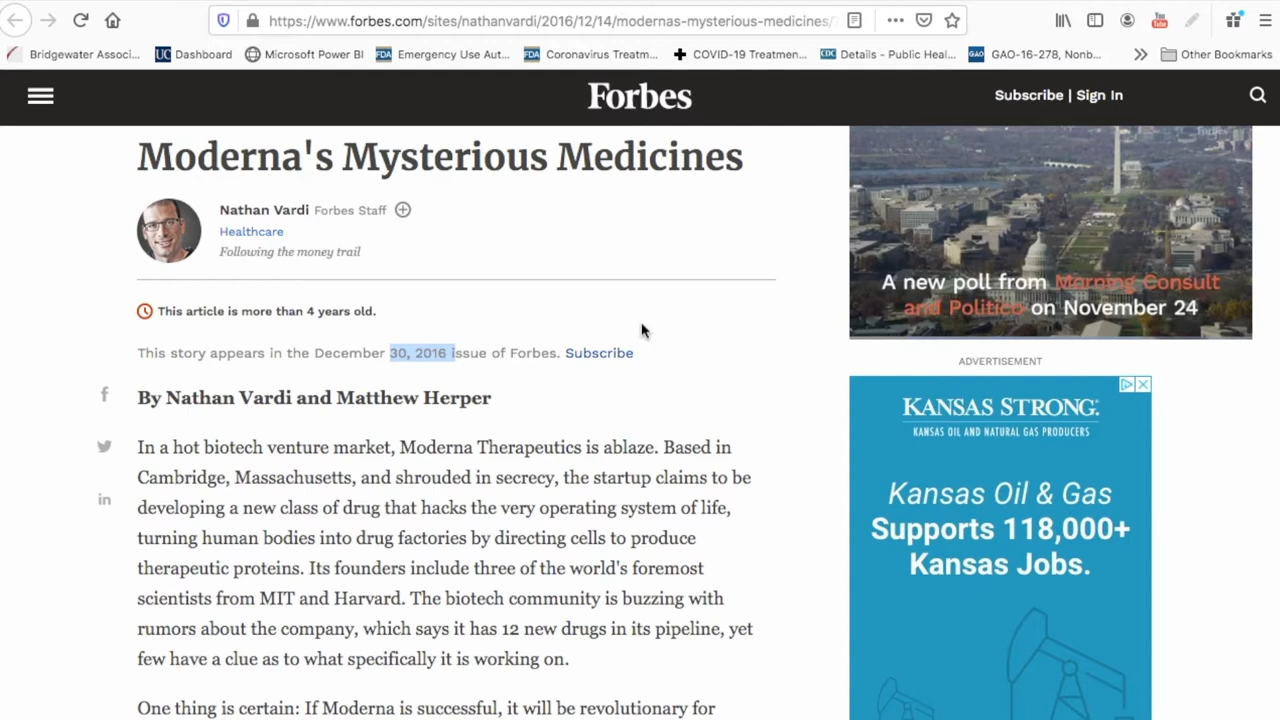 https://www.forbes.com/sites/nathanvardi/2016/12/14/modernas-mysterious-medicines/
Bridgewater Associ... Dashboard Microsoft Power BI Emergency Use Aut... Coronavirus Treatm... COVID-19 Treatmen... Details - Public Heal... GAO-16-278, Nonb... Other Bookmarks
Forbes
Subscribe | Sign In
Moderna's Mysterious Medicines
Nathan Vardi Forbes Staff
Healthcare
Following the money trail
This article is more than 4 years old.
This story appears in the December 30, 2016 issue of Forbes. Subscribe
By Nathan Vardi and Matthew Herper
In a hot biotech venture market, Moderna Therapeutics is ablaze. Based in
Cambridge, Massachusetts, and shrouded in secrecy, the startup claims to be
developing a new class of drug that hacks the very operating system of life,
turning human bodies into drug factories by directing cells to produce
therapeutic proteins. Its founders include three of the world's foremost
scientists from MIT and Harvard. The biotech community is buzzing with
rumors about the company, which says it has 12 new drugs in its pipeline, yet
few have a clue as to what specifically it is working on.
One thing is certain: If Moderna is successful, it will be revolutionary for
Forbes
A new poll from Morning Consult
and Politico on November 24
ADVERTISEMENT
KANSAS STRONG.
KANSAS OIL AND NATURAL GAS PRODUCERS
Kansas Oil & Gas
Supports 118,000+
Kansas Jobs.